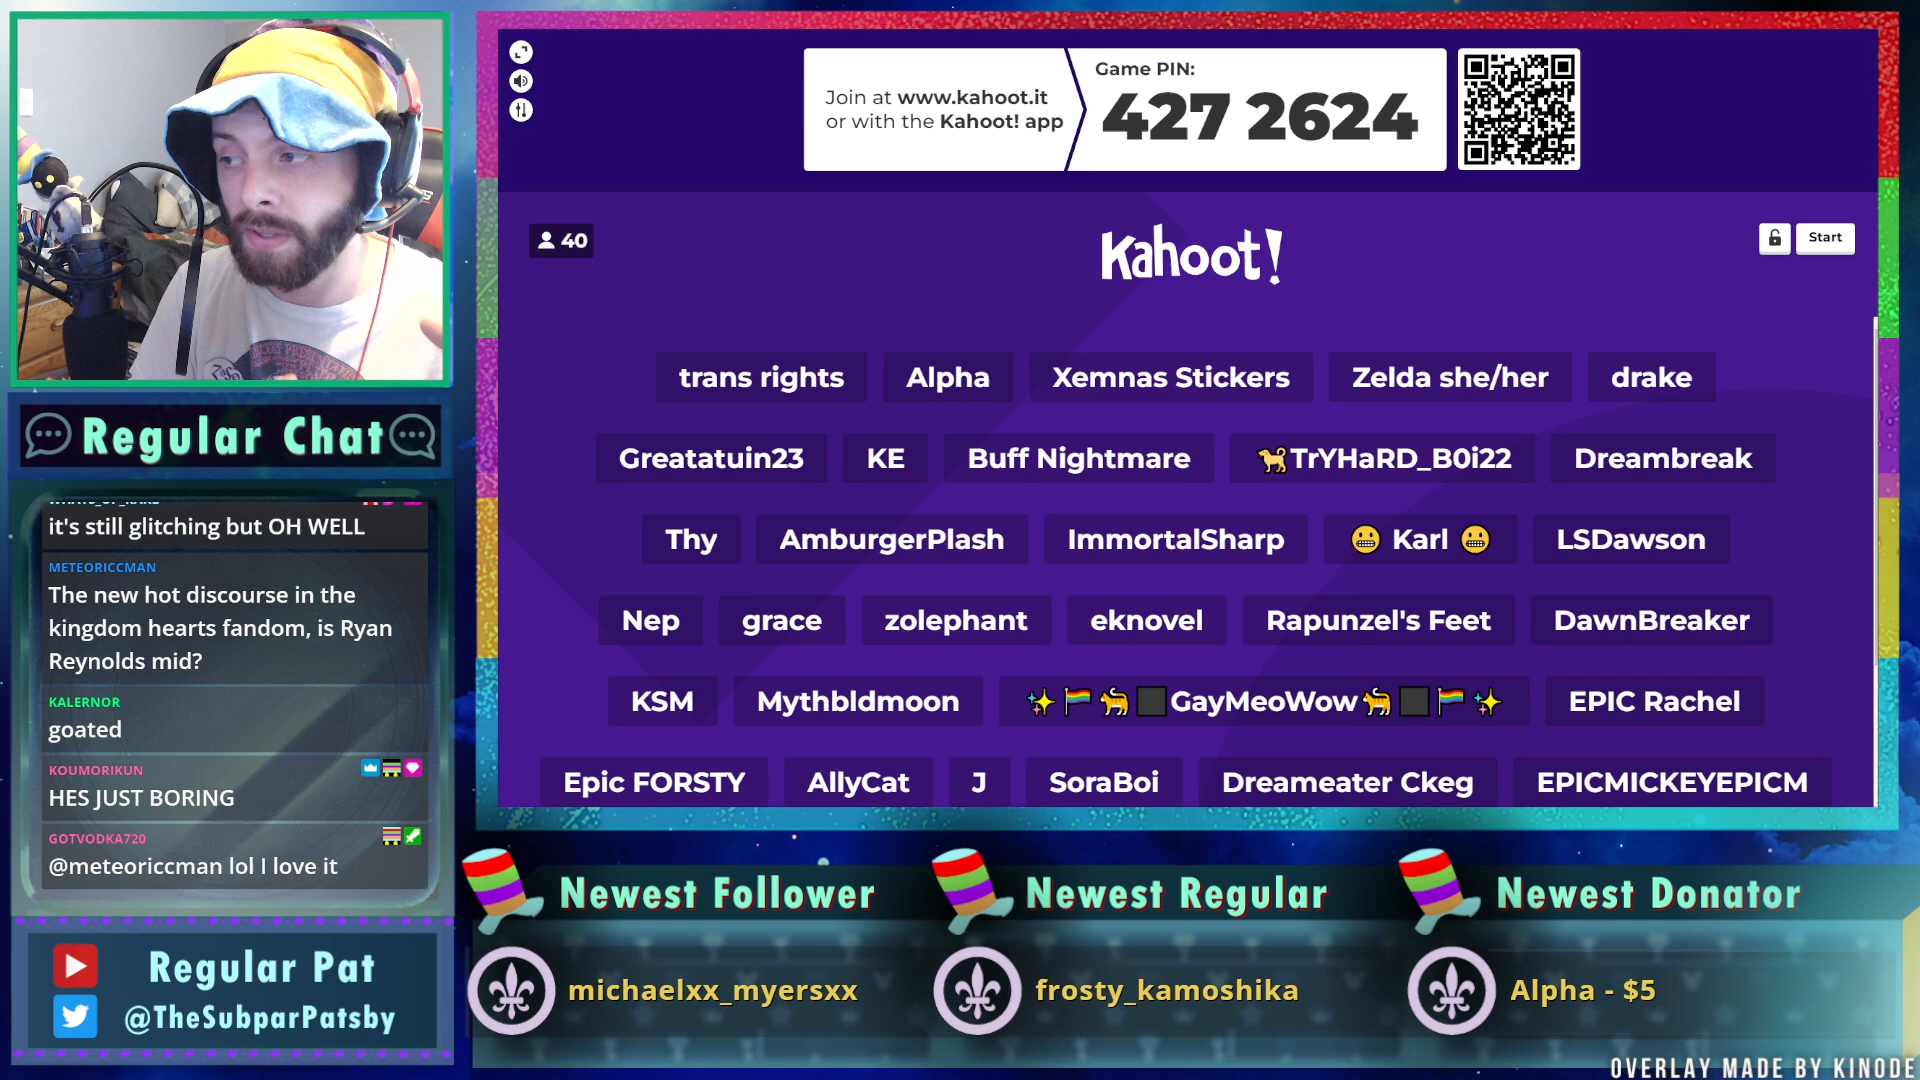 Join at www.kahoot.it
or with the Kahoot! app
Game PIN:
427 2624
40
Kahoot!
Start
trans rights
Alpha
Xemnas Stickers
Zelda she/her
drake
Greatatuin23
KE
Buff Nightmare
🐕TrYHaRD_B0i22
Dreambreak
Thy
AmburgerPlash
ImmortalSharp
😬 Karl 😬
LSDawson
Nep
grace
zolephant
eknovel
Rapunzel's Feet
DawnBreaker
KSM
Mythbldmoon
✨🏳️‍🌈🐈⬛GayMeoWow🐈⬛🏳️‍🌈✨
EPIC Rachel
Epic FORSTY
AllyCat
J
SoraBoi
Dreameater Ckeg
EPICMICKEYEPICM
Regular Chat
it's still glitching but OH WELL
METEORICCMAN
The new hot discourse in the
kingdom hearts fandom, is Ryan
Reynolds mid?
KALERNOR
goated
KOUMORIKUN
HES JUST BORING
GOTVODKA720
@meteoriccman lol I love it
Regular Pat
@TheSubparPatsby
Newest Follower
michaelxx_myersxx
Newest Regular
frosty_kamoshika
Newest Donator
Alpha - $5
OVERLAY MADE BY KINODE